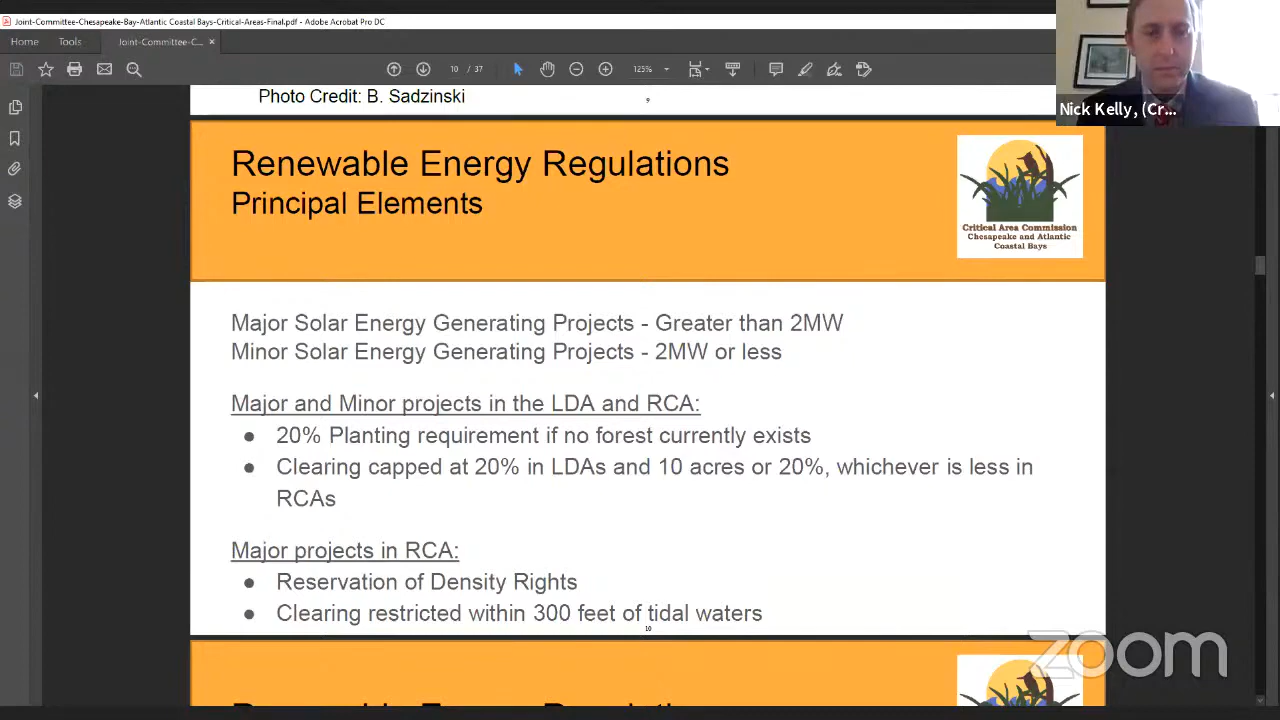 Joint-Committee-Chesapeake-Bay-Atlantic Coastal Bays-Critical-Areas-Final.pdf - Adobe Acrobat Pro DC
Home Tools Joint-Committee-C... ×
10 / 37 125%
Photo Credit: B. Sadzinski
9
Nick Kelly, (Cr...
Renewable Energy Regulations
Principal Elements
Critical Area Commission
Chesapeake and Atlantic
Coastal Bays
Major Solar Energy Generating Projects - Greater than 2MW
Minor Solar Energy Generating Projects - 2MW or less
Major and Minor projects in the LDA and RCA:
● 20% Planting requirement if no forest currently exists
● Clearing capped at 20% in LDAs and 10 acres or 20%, whichever is less in
RCAs
Major projects in RCA:
● Reservation of Density Rights
● Clearing restricted within 300 feet of tidal waters
10
zoom